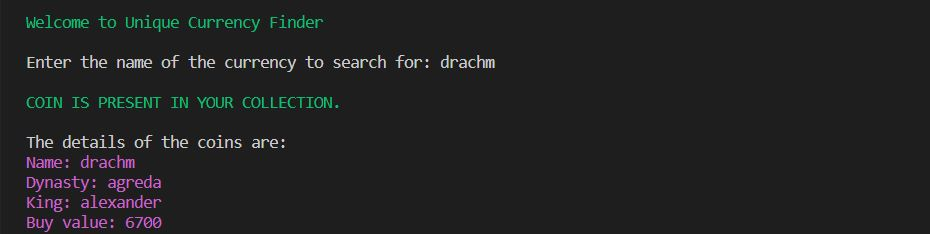 Welcome to Unique Currency Finder
Enter the name of the currency to search for: drachm
COIN IS PRESENT IN YOUR COLLECTION.
The details of the coins are:
Name: drachm
Dynasty: agreda
King: alexander
Buy value: 6700